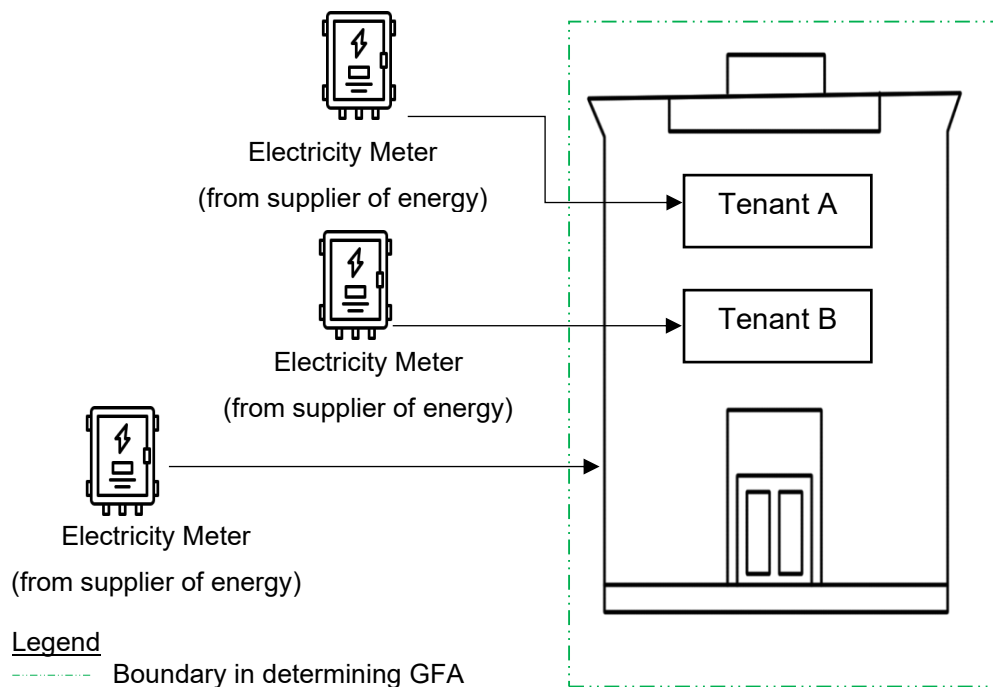 Electricity Meter
(from supplier of energy)
Tenant A
Tenant B
Electricity Meter
(from supplier of energy)
Electricity Meter
(from supplier of energy)
Legend
Boundary in determining GFA